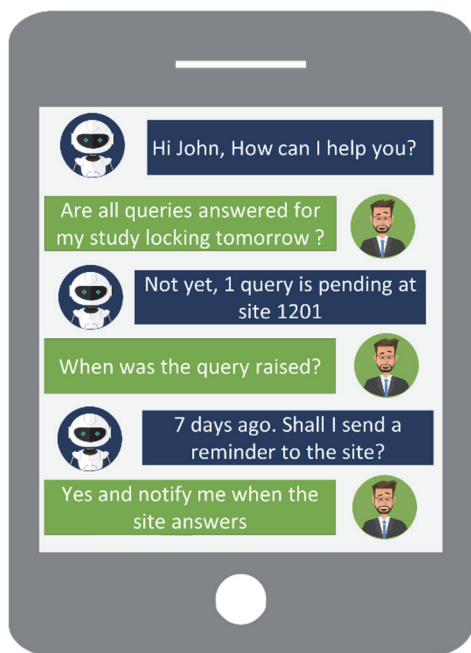 Hi John, How can I help you?
Are all queries answered for
my study locking tomorrow ?
Not yet, 1 query is pending at
site 1201
When was the query raised?
7 days ago. Shall I send a
reminder to the site?
Yes and notify me when the
site answers